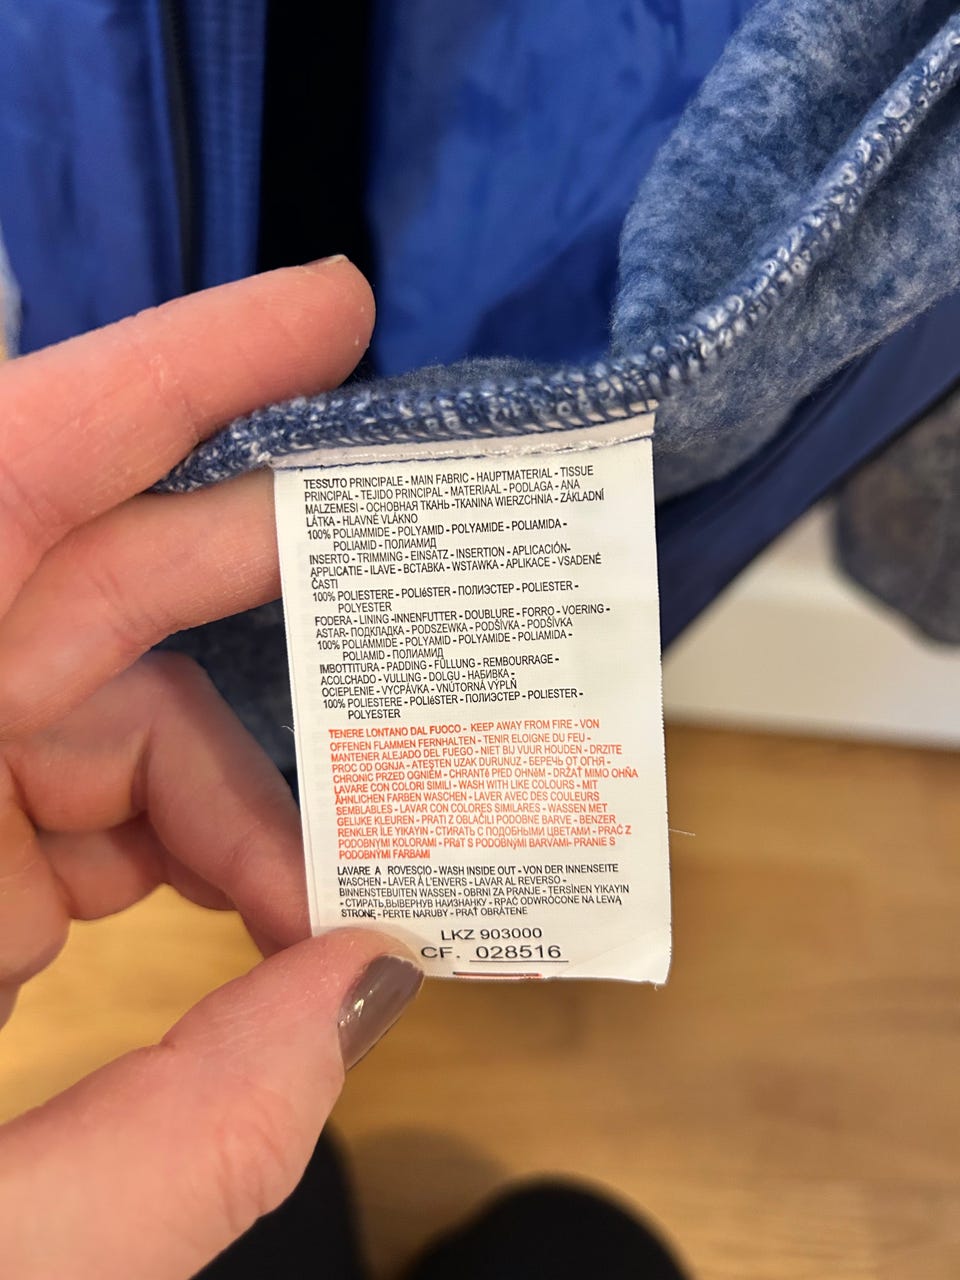 TESSUTO PRINCIPALE - MAIN FABRIC - HAUPTMATERIAL - TISSUE
PRINCIPAL - TEJIDO PRINCIPAL - MATERIAAL - PODLAGA - ANA
MALZEMESI - ОСНОВНАЯ ТКАНЬ -TKANINA WIERZCHNIA - ZÁKLADNÍ
LÁTKA - HLAVNÉ VLÁKNO
100% POLIAMMIDE - POLYAMID - POLYAMIDE - POLIAMIDA -
POLIAMID - ПОЛИАМИД
INSERTO - TRIMMING - EINSATZ - INSERTION - APLICACIÓN-
APPLICATIE - ILAVE - ВСТАВКА - WSTAWKA - APLIKACE - VSADENÉ
ČASTI
100% POLIESTERE - POLIéSTER - ПОЛИЭСТЕР - POLIESTER -
POLYESTER
FODERA - LINING -INNENFUTTER - DOUBLURE - FORRO - VOERING -
ASTAR- ПОДКЛАДКА - PODSZEWKA - PODŠÍVKA - PODŠÍVKA
100% POLIAMMIDE - POLYAMID - POLYAMIDE - POLIAMIDA -
POLIAMID - ПОЛИАМИД
IMBOTTITURA - PADDING - FÜLLUNG - REMBOURRAGE -
ACOLCHADO - VULLING - DOLGU - НАБИВКА -
OCIEPLENIE - VYCPÁVKA - VNÚTORNÁ VÝPLŇ
100% POLIESTERE - POLIéSTER - ПОЛИЭСТЕР - POLIESTER -
POLYESTER
TENERE LONTANO DAL FUOCO - KEEP AWAY FROM FIRE - VON
OFFENEN FLAMMEN FERNHALTEN - TENIR ELOIGNE DU FEU -
MANTENER ALEJADO DEL FUEGO - NIET BIJ VUUR HOUDEN - DRZITE
PROC OD OGNJA - ATEŞTEN UZAK DURUNUZ - БЕРЕЧЬ ОТ ОГНЯ -
CHRONIC PRZED OGNIĒM - CHRANTě PŘED OHNěM - DRŽAŤ MIMO OHŇA
LAVARE CON COLORI SIMILI - WASH WITH LIKE COLOURS - MIT
ÄHNLICHEN FARBEN WASCHEN - LAVER AVEC DES COULEURS
SEMBLABLES - LAVAR CON COLORES SIMILARES - WASSEN MET
GELIJKE KLEUREN - PRATI Z OBLAČILI PODOBNE BARVE - BENZER
RENKLER İLE YIKAYIN - СТИРАТЬ С ПОДОБНЫМИ ЦВЕТАМИ - PRAĆ Z
PODOBNYMI KOLORAMI - PRáT S PODOBNýMI BARVAMI- PRANIE S
PODOBNÝMI FARBAMI
LAVARE A ROVESCIO - WASH INSIDE OUT - VON DER INNENSEITE
WASCHEN - LAVER À L'ENVERS - LAVAR AL REVERSO -
BINNENSTEBUITEN WASSEN - OBRNI ZA PRANJE - TERSİNEN YIKAYIN
- СТИРАТЬ,ВЫВЕРНУВ НАИЗНАНКУ - RPAĆ ODWRÓCONE NA LEWĄ
STRONĘ - PERTE NARUBY - PRAŤ OBRÁTENE
LKZ 903000
CF. 028516